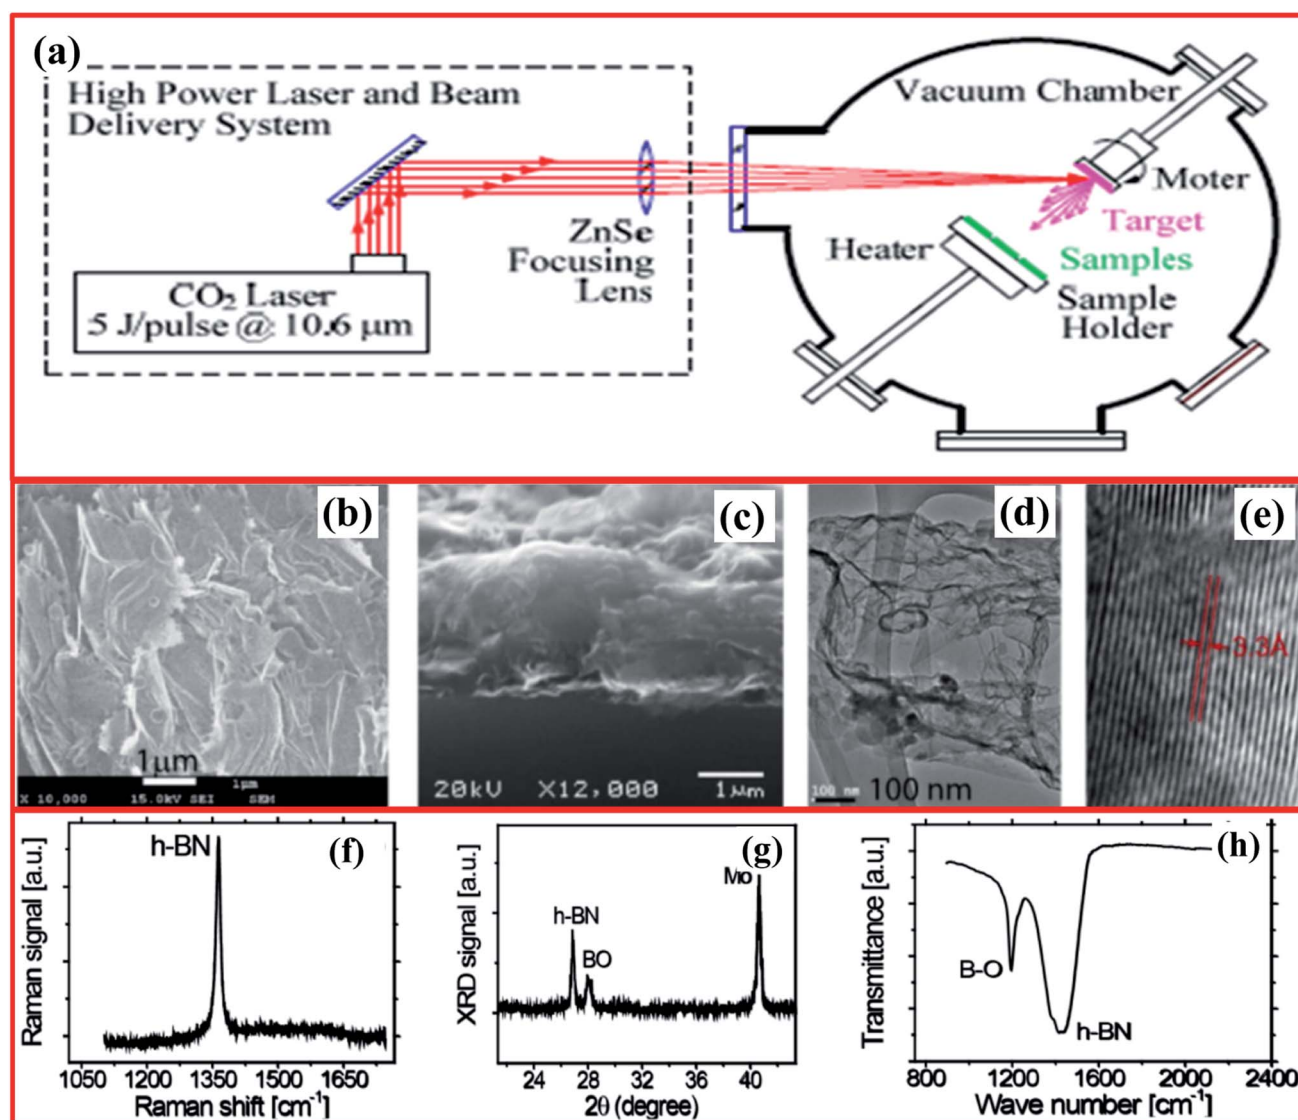 (a)
High Power Laser and Beam
Delivery System
CO₂ Laser
5 J/pulse @ 10.6 μm
ZnSe
Focusing
Lens
Vacuum Chamber
Moter
Target
Heater
Samples
Sample
Holder
(b)
1μm
1μm
X 10,000 15.0kV SEI SEM
(c)
20kV X12,000 1μm
(d)
100 nm
100 nm
(e)
3.3Å
(f)
h-BN
Raman signal [a.u.]
1050 1200 1350 1500 1650
Raman shift [cm⁻¹]
(g)
Mo
h-BN
BO
XRD signal [a.u.]
24 28 32 36 40
2θ (degree)
(h)
B-O
h-BN
Transmittance [a.u.]
800 1200 1600 2000 2400
Wave number [cm⁻¹]